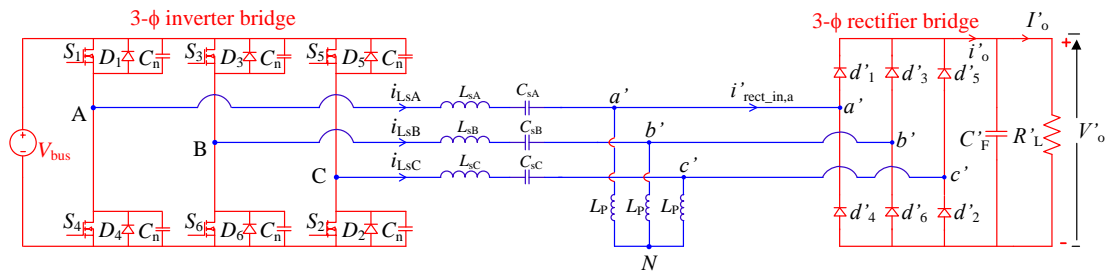 3-ϕ inverter bridge
3-ϕ rectifier bridge
I'o
i'o
S1 D1 Cn S3 D3 Cn S5 D5 Cn
+
d'1 d'3 d'5
iLsA LsA CsA a' i'rect_in,a a'
A
iLsB LsB CsB b' b'
B
Vbus
+
-
C'F R'L V'o
iLsC LsC CsC c' c'
C
LP LP LP
S4 D4 Cn S6 D6 Cn S2 D2 Cn
d'4 d'6 d'2
-
N